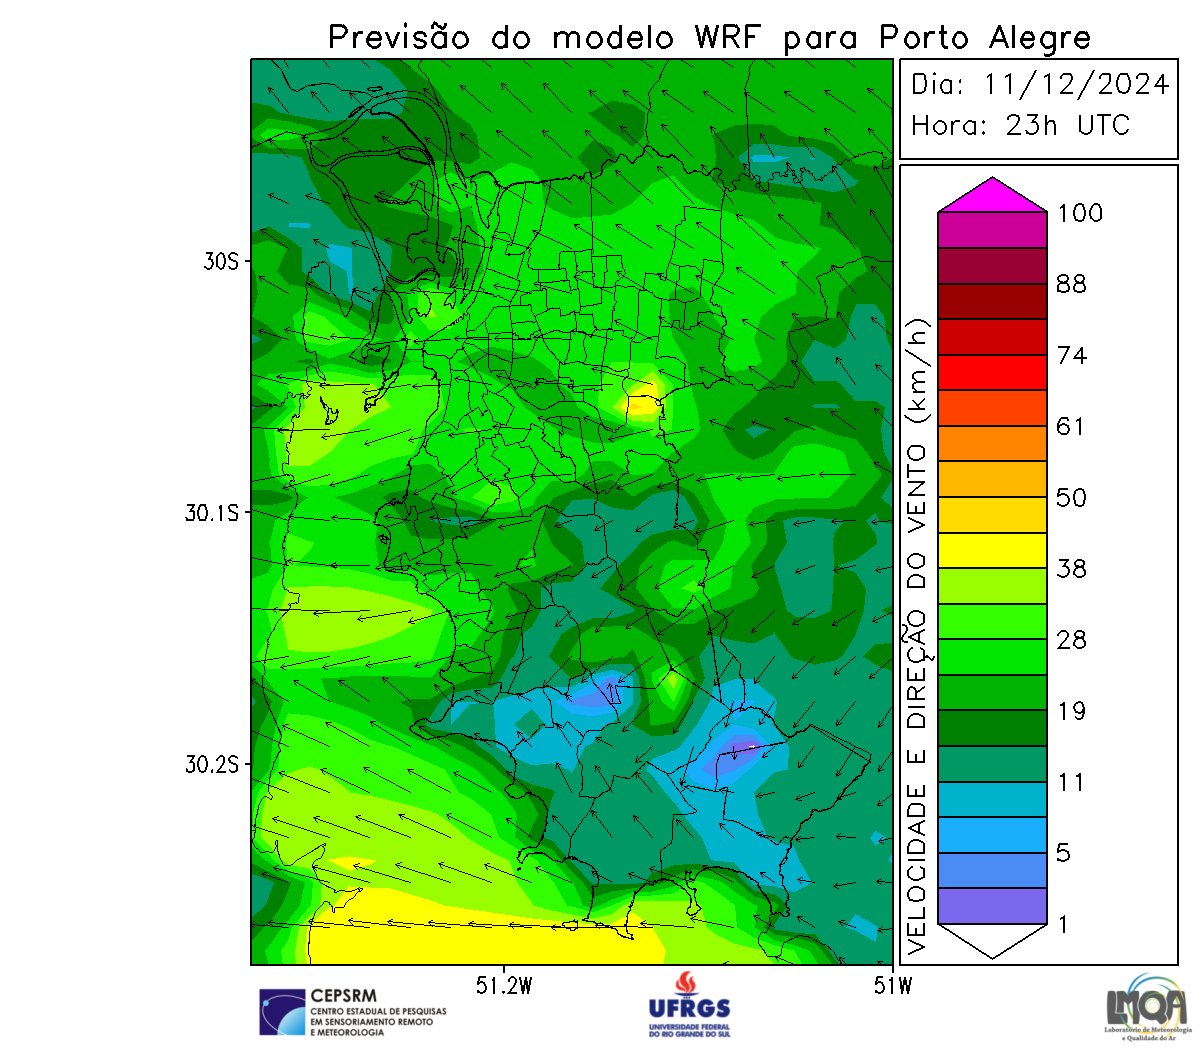 Previsão do modelo WRF para Porto Alegre
Dia: 11/12/2024
Hora: 23h UTC
100
88
74
61
50
38
28
19
11
5
1
VELOCIDADE E DIREÇÃO DO VENTO (km/h)
30S
30.1S
30.2S
51.2W
51W
CEPSRM
CENTRO ESTADUAL DE PESQUISAS
EM SENSORIAMENTO REMOTO
E METEOROLOGIA
UFRGS
UNIVERSIDADE FEDERAL
DO RIO GRANDE DO SUL
LMQA
Laboratório de Meteorologia
e Qualidade do Ar